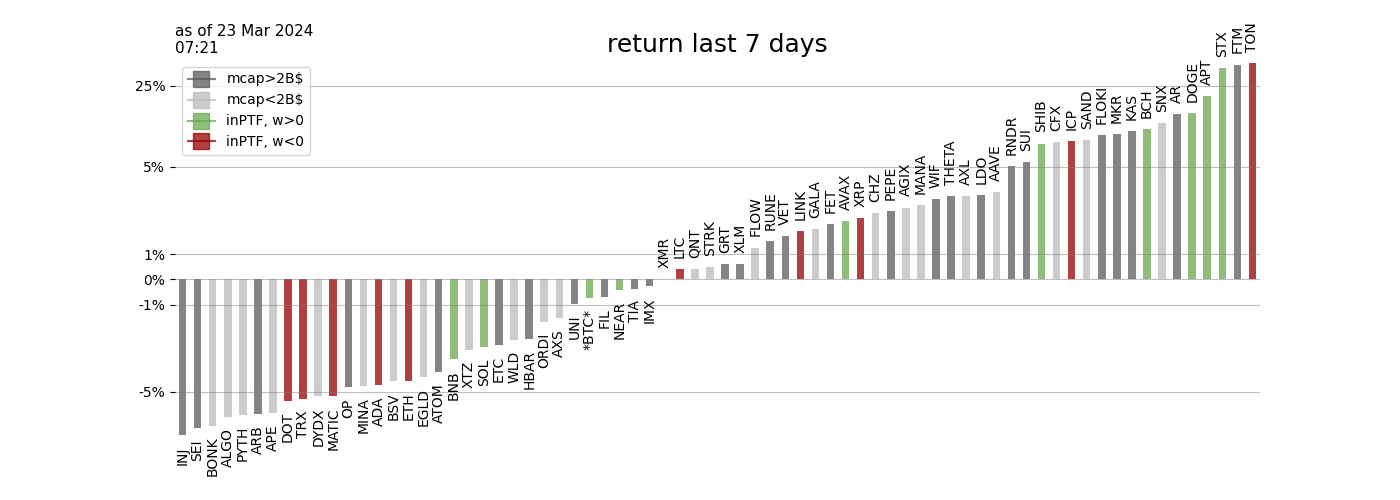 as of 23 Mar 2024
07:21
return last 7 days
mcap>2B$
mcap<2B$
inPTF, w>0
inPTF, w<0
25%
5%
1%
0%
-1%
-5%
INJ
SEI
BONK
ALGO
PYTH
ARB
APE
DOT
TRX
DYDX
MATIC
OP
MINA
ADA
BSV
ETH
EGLD
ATOM
BNB
XTZ
SOL
ETC
WLD
HBAR
ORDI
AXS
UNI
*BTC*
FIL
NEAR
TIA
IMX
XMR
LTC
QNT
STRK
GRT
XLM
FLOW
RUNE
VET
LINK
GALA
FET
AVAX
XRP
CHZ
PEPE
AGIX
MANA
WIF
THETA
AXL
LDO
AAVE
RNDR
SUI
SHIB
CFX
ICP
SAND
FLOKI
MKR
KAS
BCH
SNX
AR
DOGE
APT
STX
FTM
TON